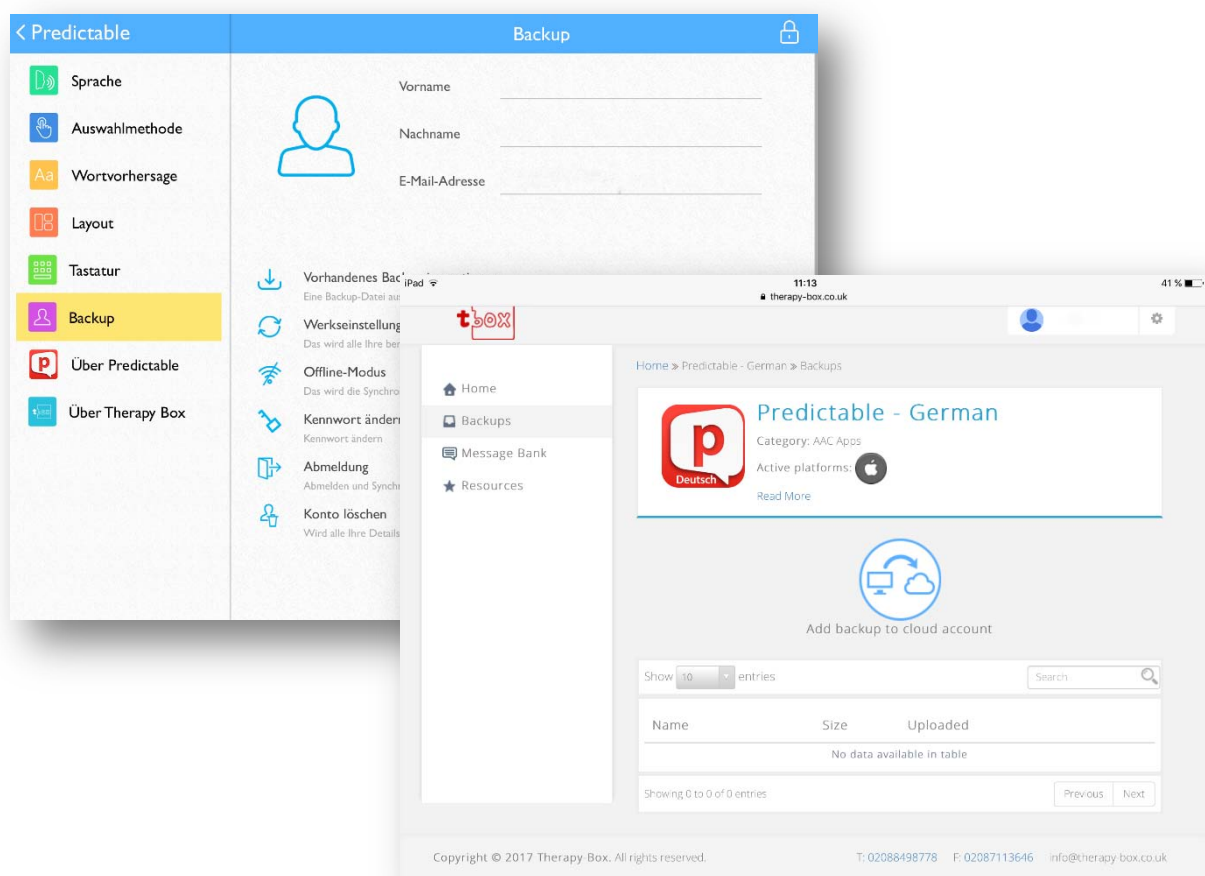 < Predictable
Backup
Sprache
Auswahlmethode
Aa
Wortvorhersage
Layout
Tastatur
Backup
p
Über Predictable
Über Therapy Box
Vorname
Nachname
E-Mail-Adresse
Vorhandenes
Eine Backup-Datei
Werkseinstellung
Das wird alle Ihre
Offline-Modus
Das wird die
Kennwort
Kennwort ändern
Abmeldung
Abmelden und
Konto löschen
Wird alle Ihre Details
iPad
11:13
41 %
therapy-box.co.uk
tbox
Home
Backups
Message Bank
Resources
Home » Predictable - German » Backups
p
Deutsch
Predictable - German
Category: AAC Apps
Active platforms:
Read More
Add backup to cloud account
Show 10 entries
Search
Name Size Uploaded
No data available in table
Showing 0 to 0 of 0 entries
Previous Next
Copyright © 2017 Therapy-Box. All rights reserved.
T: 02088498778 F: 02087113646 info@therapy-box.co.uk